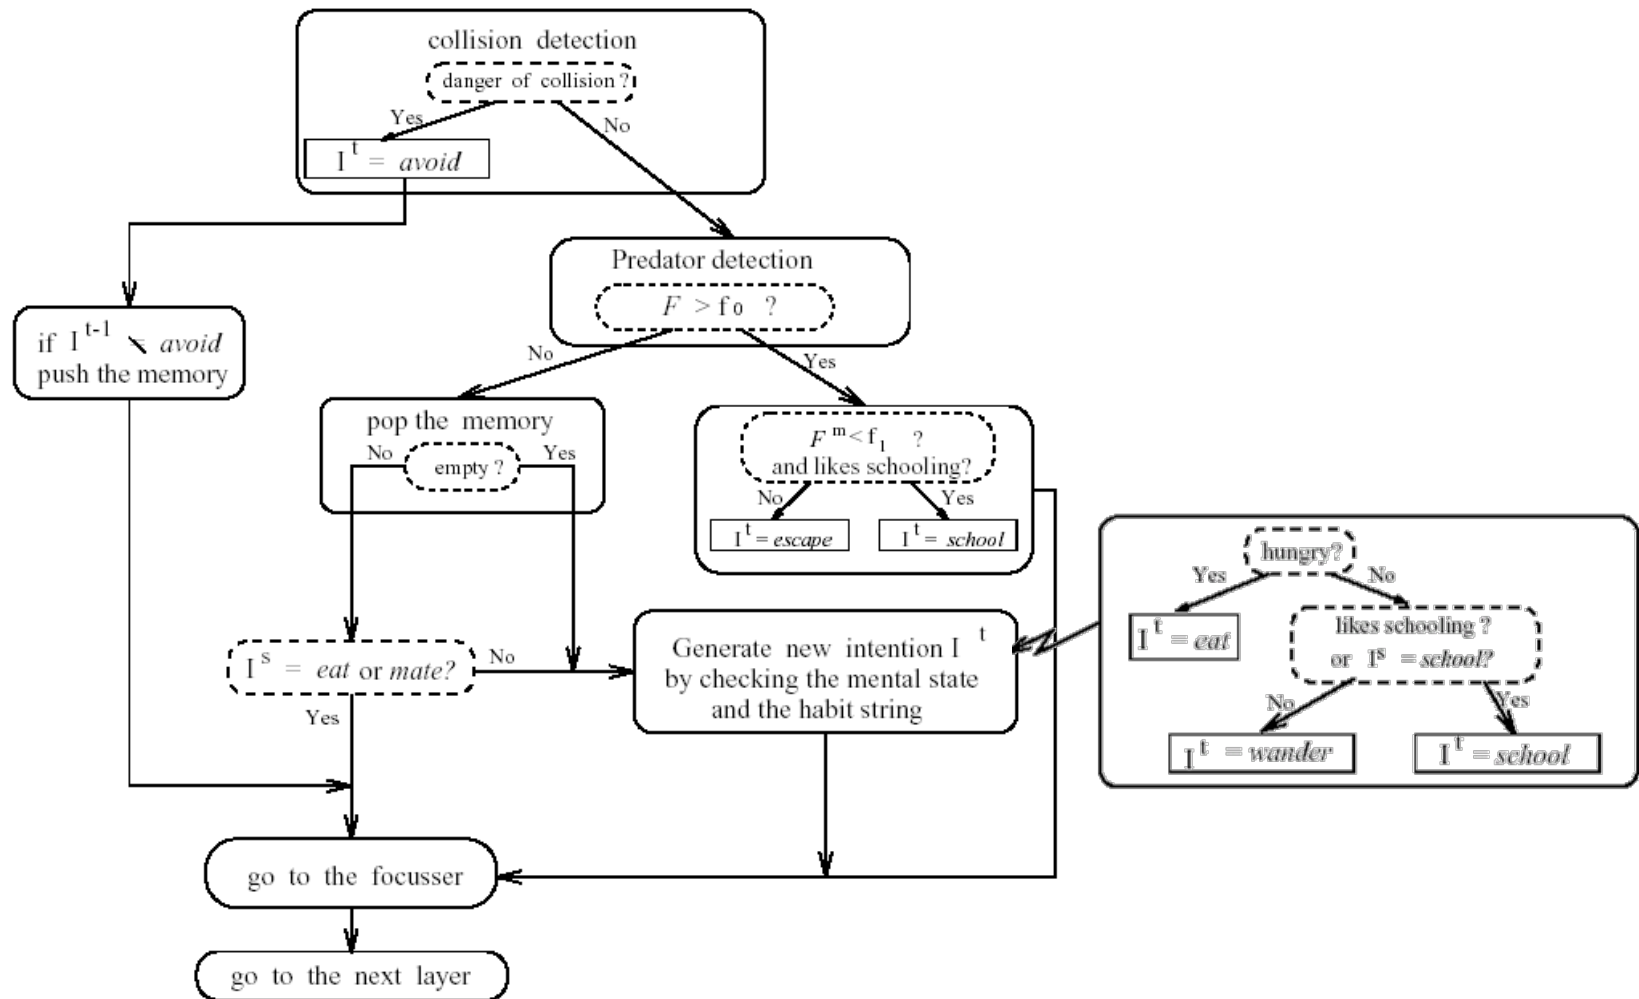 collision detection
danger of collision ?
Yes
No
I t = avoid
Predator detection
F > f 0 ?
No
Yes
if I t-1 ≠ avoid
push the memory
pop the memory
No
empty ?
Yes
F m < f 1 ?
and likes schooling?
No
Yes
I t = escape
I t = school
hungry?
Yes
No
I t = eat
likes schooling ?
or I s = school?
No
Yes
I t = wander
I t = school
I s = eat or mate?
No
Yes
Generate new intention I t
by checking the mental state
and the habit string
go to the focusser
go to the next layer